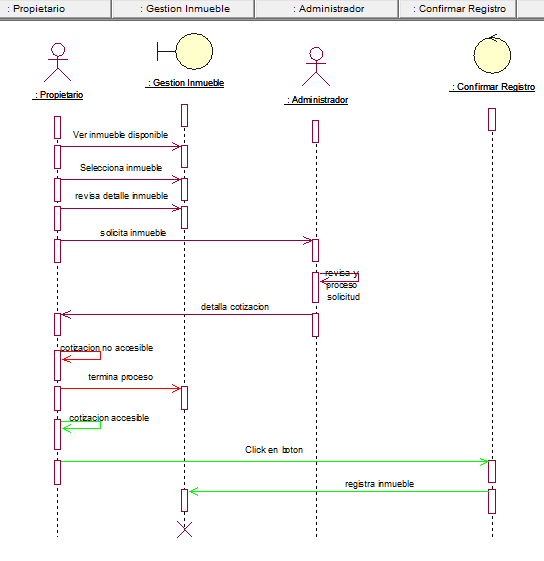 : Propietario
: Gestion Inmueble
: Administrador
: Confirmar Registro
: Propietario
: Gestion Inmueble
: Administrador
: Confirmar Registro
Ver inmueble disponible
Selecciona inmueble
revisa detalle inmueble
solicita inmueble
revisa y
proceso
solicitud
detalla cotizacion
cotizacion no accesible
termina proceso
cotizacion accesible
Click en boton
registra inmueble